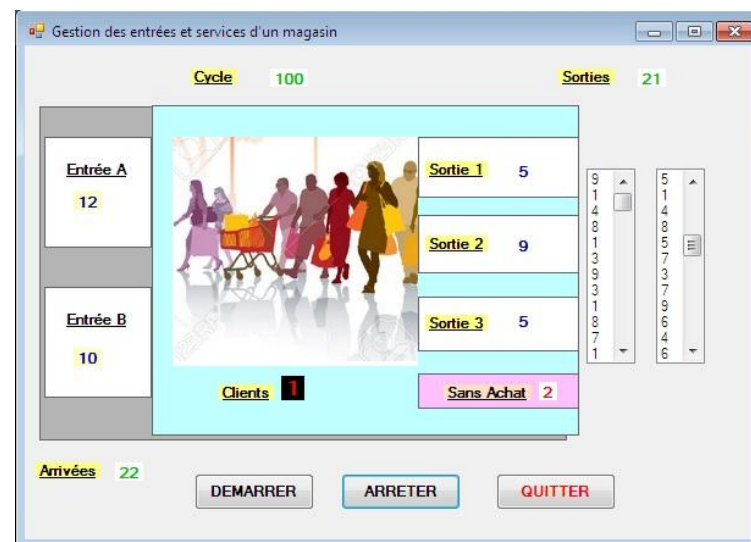 Gestion des entrées et services d'un magasin
Cycle 100
Sorties 21
Entrée A
12
Sortie 1 5
Sortie 2 9
Entrée B
10
Sortie 3 5
Clients 1
Sans Achat 2
9
1
4
8
1
3
9
3
1
8
7
1
5
1
4
8
5
7
3
7
9
6
4
6
Arrivées 22
DEMARRER
ARRETER
QUITTER